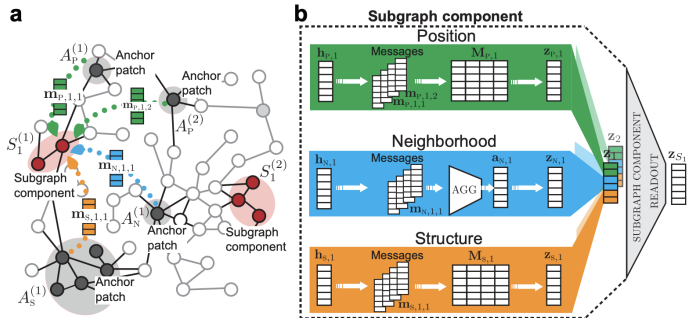 a
A_P^(1)
Anchor
patch
Anchor
patch
m_P,1,1
m_P,1,2
A_P^(2)
S_1^(1)
m_N,1,1
S_1^(2)
Subgraph
component
m_S,1,1
A_N^(1)
Anchor
patch
Subgraph
component
A_S^(1)
Anchor
patch
b
Subgraph component
Position
h_P,1
Messages
M_P,1
z_P,1
m_P,1,2
m_P,1,1
Neighborhood
h_N,1
Messages
a_N,1
z_N,1
AGG
m_N,1,1
Structure
h_S,1
Messages
M_S,1
z_S,1
m_S,1,1
z_2
z_1
SUBGRAPH COMPONENT
READOUT
z_S_1